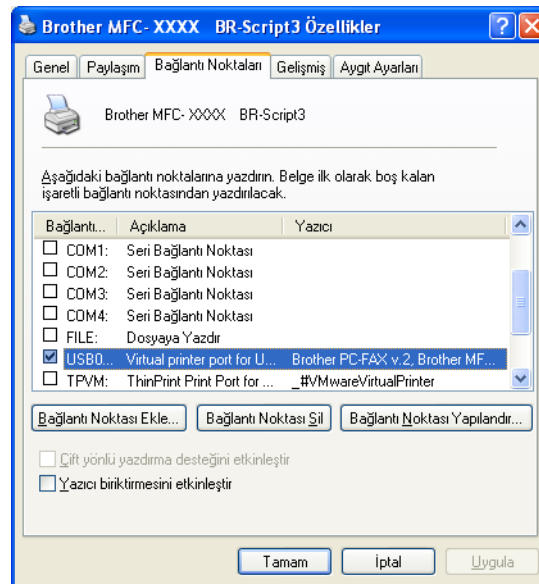 Brother MFC- XXXX BR-Script3 Özellikler
Genel Paylaşım Bağlantı Noktaları Gelişmiş Aygıt Ayarları
Brother MFC- XXXX BR-Script3
Aşağıdaki bağlantı noktalarına yazdırın. Belge ilk olarak boş kalan
işaretli bağlantı noktasından yazdırılacak.
Bağlantı... Açıklama Yazıcı
COM1: Seri Bağlantı Noktası
COM2: Seri Bağlantı Noktası
COM3: Seri Bağlantı Noktası
COM4: Seri Bağlantı Noktası
FILE: Dosyaya Yazdır
USB0... Virtual printer port for U... Brother PC-FAX v.2, Brother MF...
TPVM: ThinPrint Print Port for ... _#VMwareVirtualPrinter
Bağlantı Noktası Ekle... Bağlantı Noktası Sil Bağlantı Noktası Yapılandır...
Çift yönlü yazdırma desteğini etkinleştir
Yazıcı biriktirmesini etkinleştir
Tamam İptal Uygula